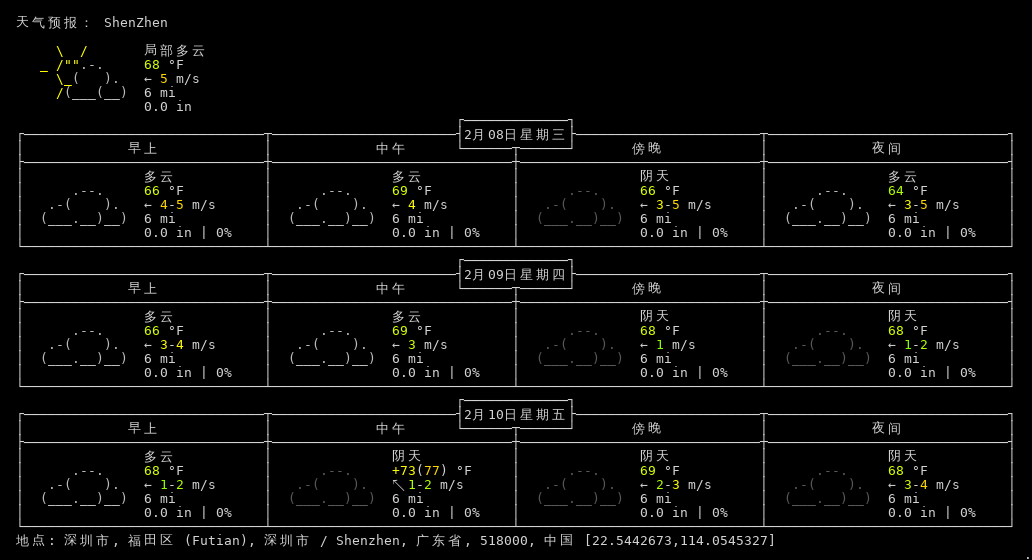 天气预报： ShenZhen
局部多云
68 °F
← 5 m/s
6 mi
0.0 in
2月08日星期三
早上 中午 傍晚 夜间
多云 多云 阴天 多云
66 °F 69 °F 66 °F 64 °F
← 4-5 m/s ← 4 m/s ← 3-5 m/s ← 3-5 m/s
6 mi 6 mi 6 mi 6 mi
0.0 in | 0% 0.0 in | 0% 0.0 in | 0% 0.0 in | 0%
2月09日星期四
早上 中午 傍晚 夜间
多云 多云 阴天 阴天
66 °F 69 °F 68 °F 68 °F
← 3-4 m/s ← 3 m/s ← 1 m/s ← 1-2 m/s
6 mi 6 mi 6 mi 6 mi
0.0 in | 0% 0.0 in | 0% 0.0 in | 0% 0.0 in | 0%
2月10日星期五
早上 中午 傍晚 夜间
多云 阴天 阴天 阴天
68 °F +73(77) °F 69 °F 68 °F
← 1-2 m/s ↖ 1-2 m/s ← 2-3 m/s ← 3-4 m/s
6 mi 6 mi 6 mi 6 mi
0.0 in | 0% 0.0 in | 0% 0.0 in | 0% 0.0 in | 0%
地点: 深圳市, 福田区 (Futian), 深圳市 / Shenzhen, 广东省, 518000, 中国 [22.5442673,114.0545327]